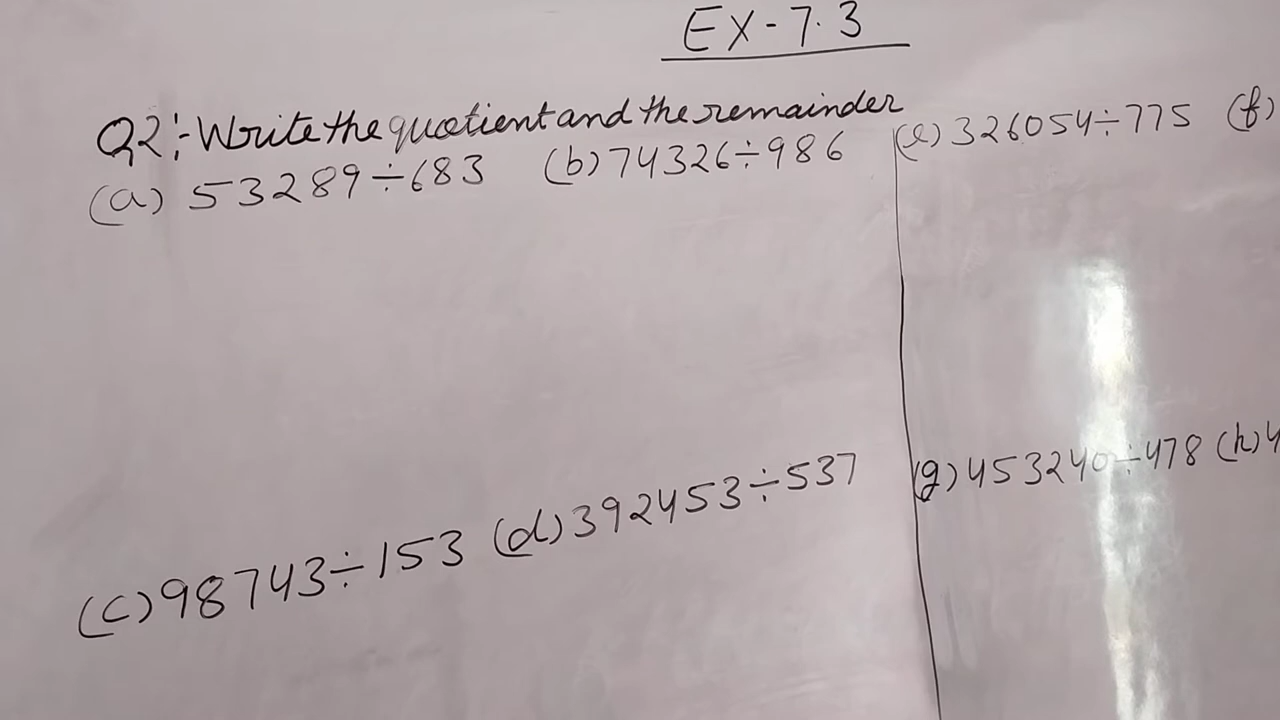 EX-7.3
Q2:-Write the quotient and the remainder
(a) 53289÷683 (b) 74326÷986
(c) 98743÷153 (d) 392453÷537
(e) 326054÷775 (f)
(g) 453240÷478 (h) 4